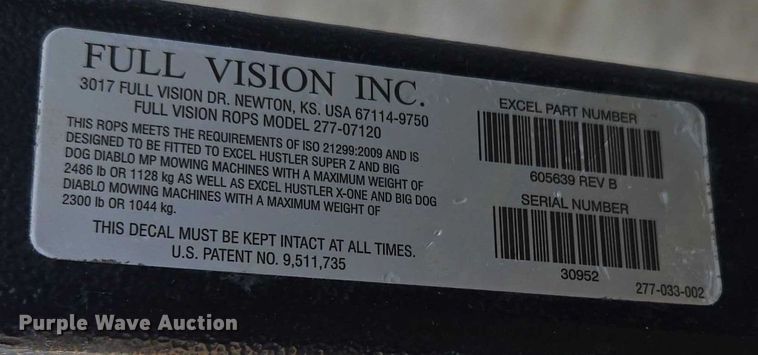 FULL VISION INC.
3017 FULL VISION DR. NEWTON, KS. USA 67114-9750
FULL VISION ROPS MODEL 277-07120
THIS ROPS MEETS THE REQUIREMENTS OF ISO 21299:2009 AND IS
DESIGNED TO BE FITTED TO EXCEL HUSTLER SUPER Z AND BIG
DOG DIABLO MP MOWING MACHINES WITH A MAXIMUM WEIGHT OF
2486 lb OR 1128 kg AS WELL AS EXCEL HUSTLER X-ONE AND BIG DOG
DIABLO MOWING MACHINES WITH A MAXIMUM WEIGHT OF
2300 lb OR 1044 kg.
THIS DECAL MUST BE KEPT INTACT AT ALL TIMES.
U.S. PATENT NO. 9,511,735
EXCEL PART NUMBER
605639 REV B
SERIAL NUMBER
30952
277-033-002
Purple Wave Auction